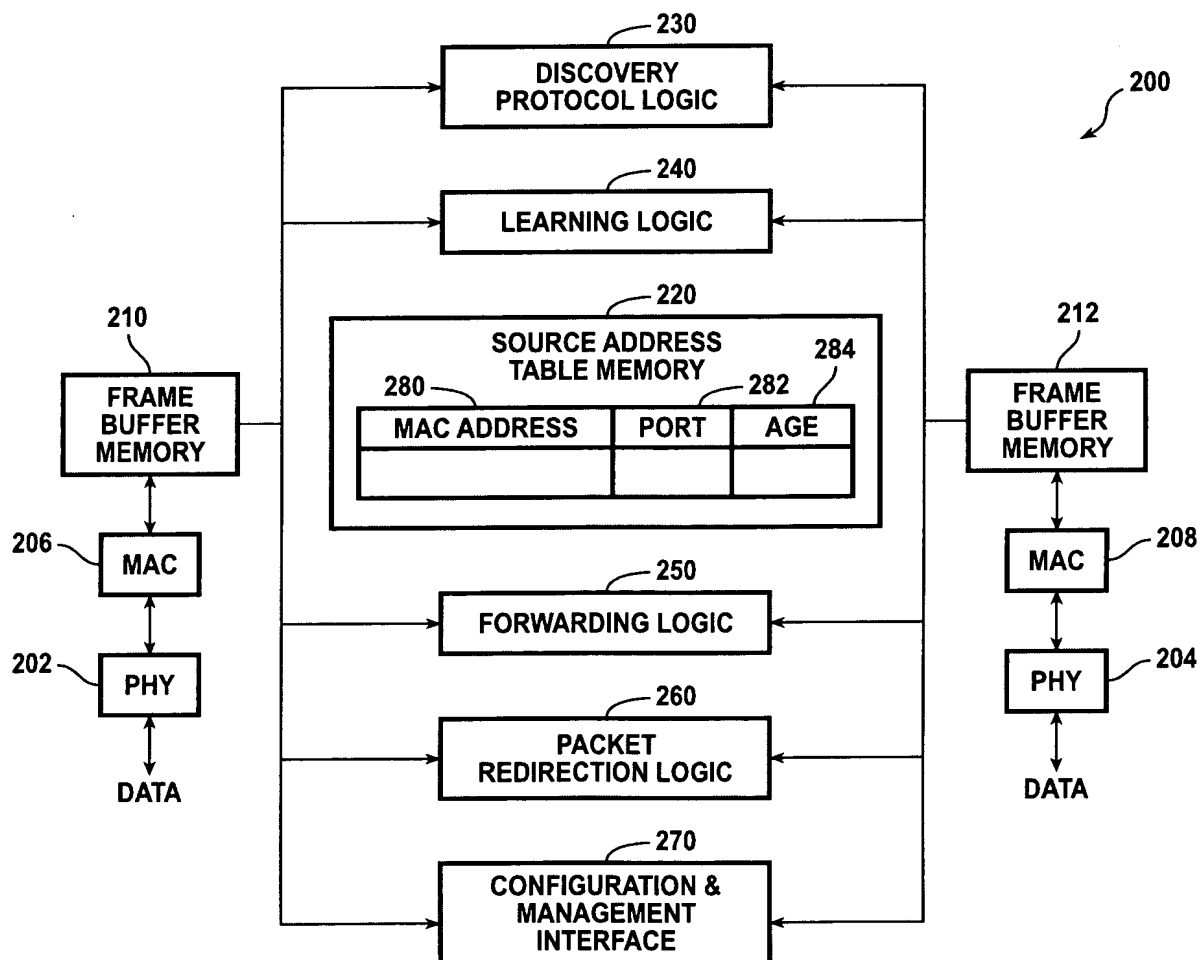 230
DISCOVERY
PROTOCOL LOGIC
200
240
LEARNING LOGIC
220
SOURCE ADDRESS
TABLE MEMORY
284
280
282
MAC ADDRESS
PORT
AGE
210
FRAME
BUFFER
MEMORY
212
FRAME
BUFFER
MEMORY
206
MAC
208
MAC
250
FORWARDING LOGIC
202
PHY
204
PHY
260
PACKET
REDIRECTION LOGIC
DATA
DATA
270
CONFIGURATION &
MANAGEMENT
INTERFACE